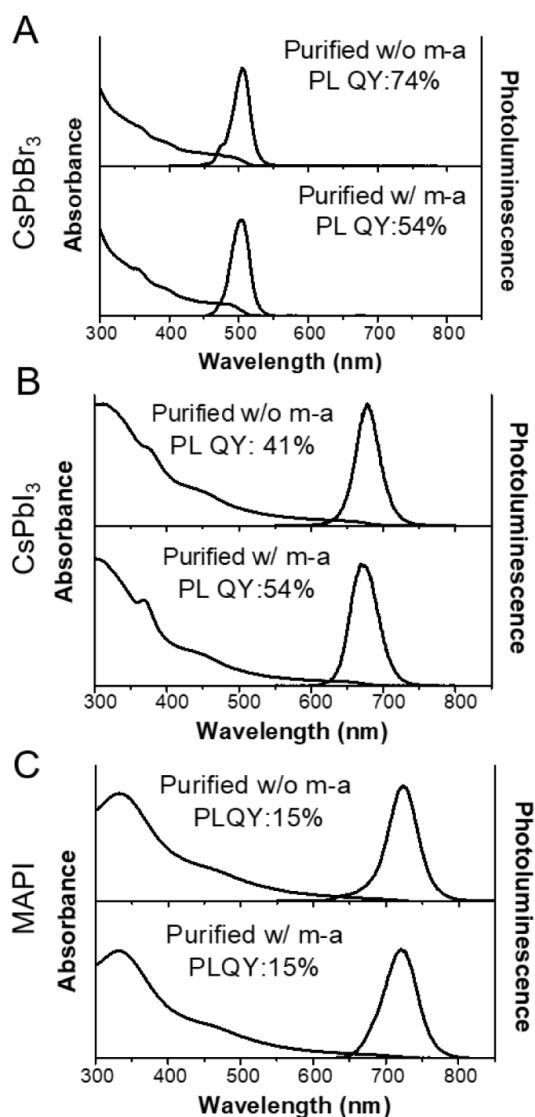 A
CsPbBr3
Absorbance
Photoluminescence
Purified w/o m-a
PL QY:74%
Purified w/ m-a
PL QY:54%
300 400 500 600 700 800
Wavelength (nm)
B
CsPbI3
Absorbance
Photoluminescence
Purified w/o m-a
PL QY: 41%
Purified w/ m-a
PL QY:54%
300 400 500 600 700 800
Wavelength (nm)
C
MAPI
Absorbance
Photoluminescence
Purified w/o m-a
PLQY:15%
Purified w/ m-a
PLQY:15%
300 400 500 600 700 800
Wavelength (nm)